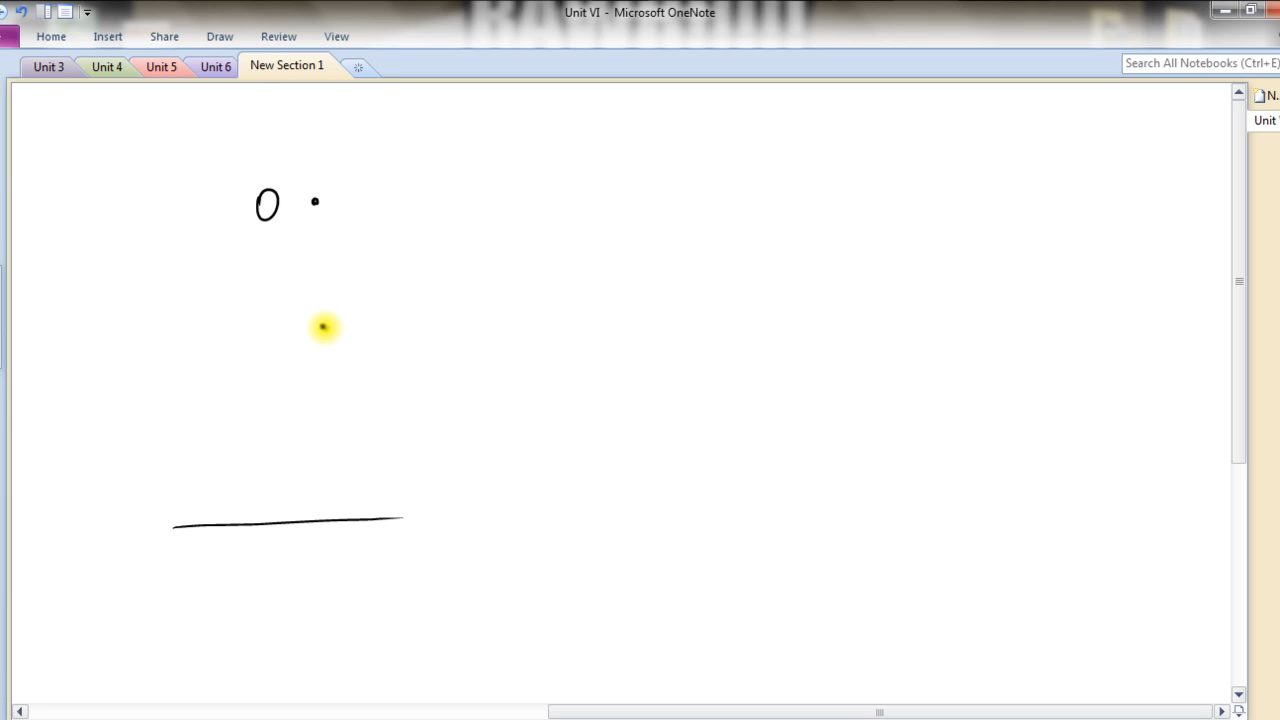 Unit VI - Microsoft OneNote
Home Insert Share Draw Review View
Unit 3 Unit 4 Unit 5 Unit 6 New Section 1
Search All Notebooks (Ctrl+E)
N..
Unit
O